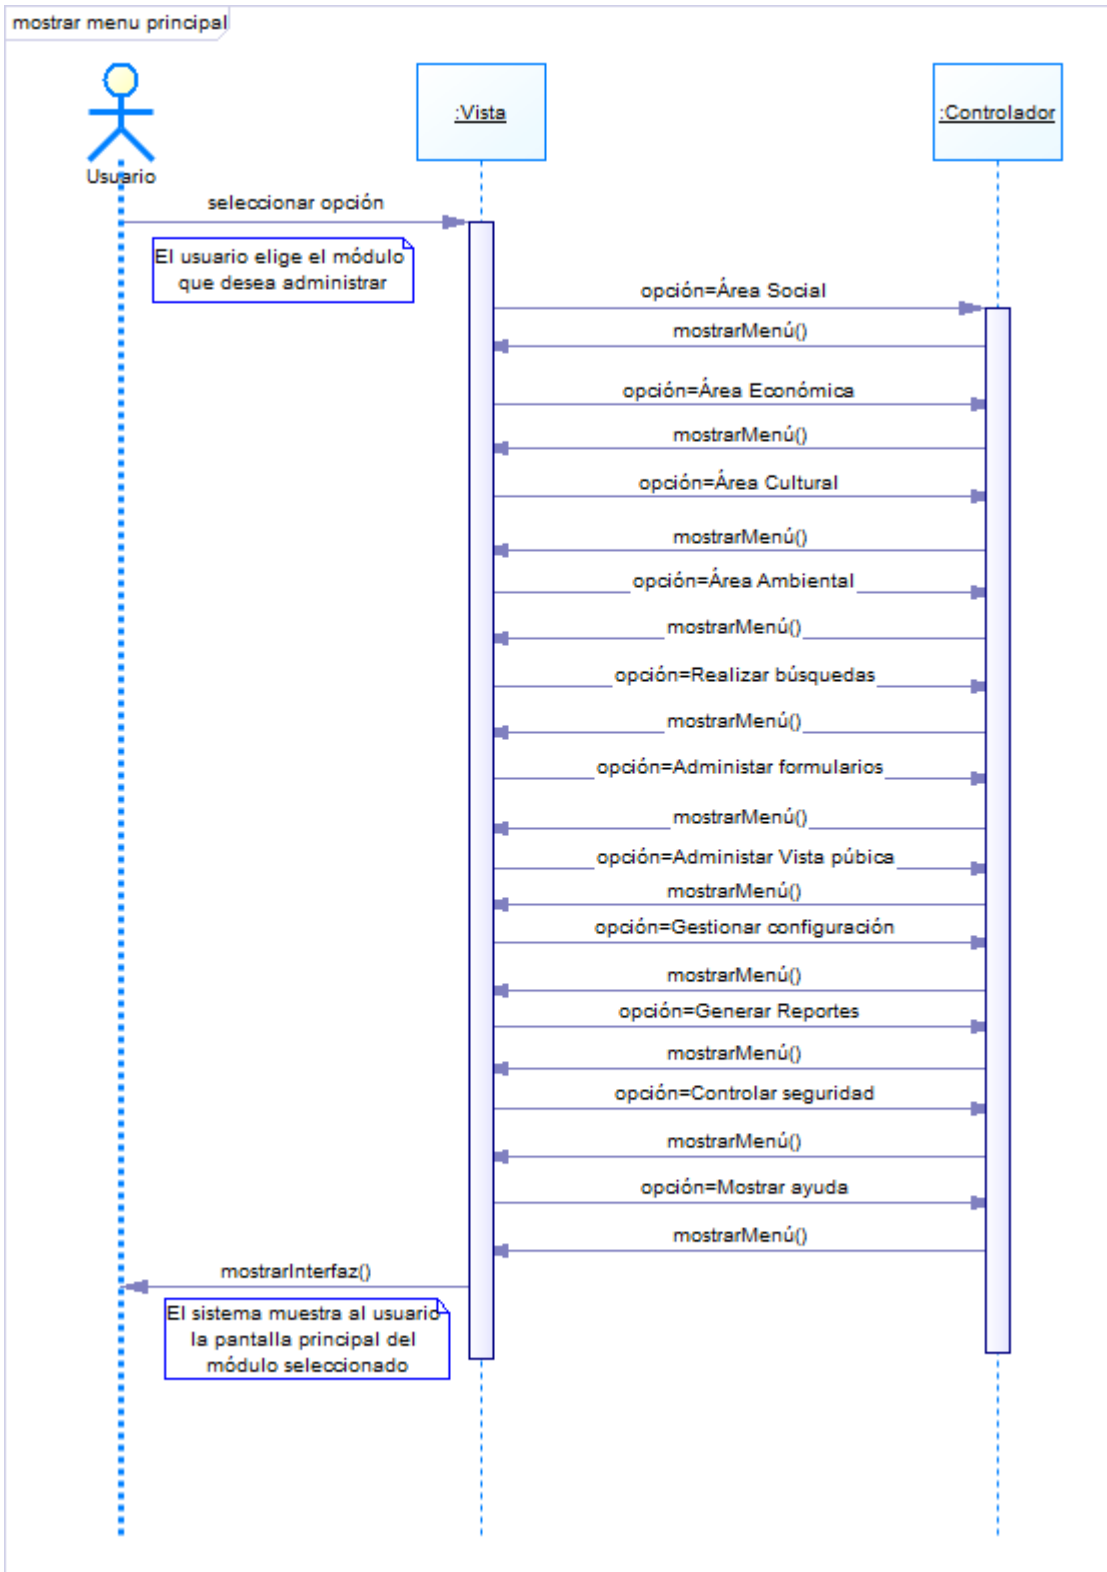 mostrar menu principal
:Vista
:Controlador
Usuario
seleccionar opción
El usuario elige el módulo
que desea administrar
opción=Área Social
mostrarMenú()
opción=Área Económica
mostrarMenú()
opción=Área Cultural
mostrarMenú()
opción=Área Ambiental
mostrarMenú()
opción=Realizar búsquedas
mostrarMenú()
opción=Administar formularios
mostrarMenú()
opción=Administar Vista púbica
mostrarMenú()
opción=Gestionar configuración
mostrarMenú()
opción=Generar Reportes
mostrarMenú()
opción=Controlar seguridad
mostrarMenú()
opción=Mostrar ayuda
mostrarMenú()
mostrarInterfaz()
El sistema muestra al usuario
la pantalla principal del
módulo seleccionado